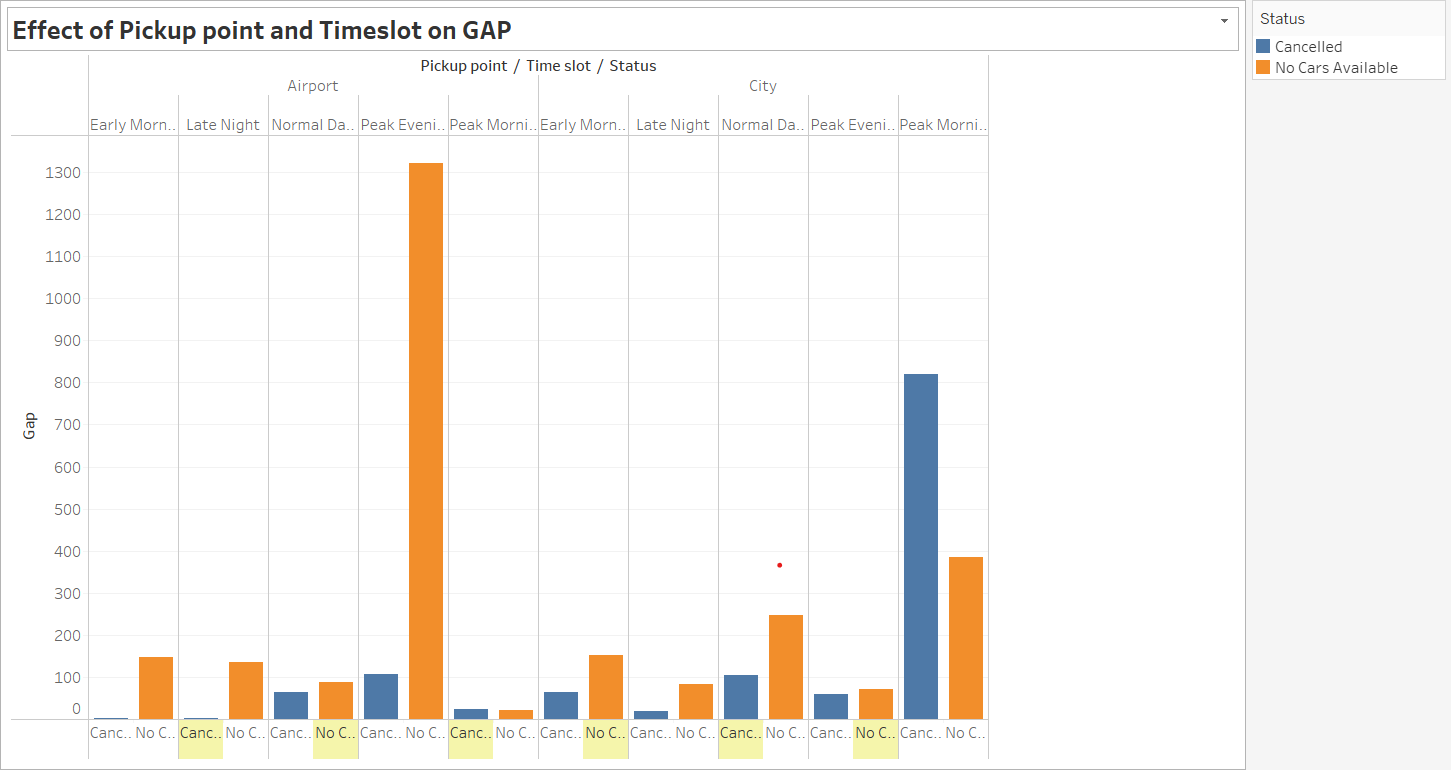 Effect of Pickup point and Timeslot on GAP
Status
Cancelled
No Cars Available
Pickup point / Time slot / Status
Airport City
Early Morn.. Late Night Normal Da.. Peak Eveni.. Peak Morni.. Early Morn.. Late Night Normal Da.. Peak Eveni.. Peak Morni..
1300
1200
1100
1000
900
800
700
600
500
400
300
200
100
0
Gap
Canc.. No C.. Canc.. No C.. Canc.. No C.. Canc.. No C.. Canc.. No C.. Canc.. No C.. Canc.. No C.. Canc.. No C.. Canc.. No C.. Canc.. No C..